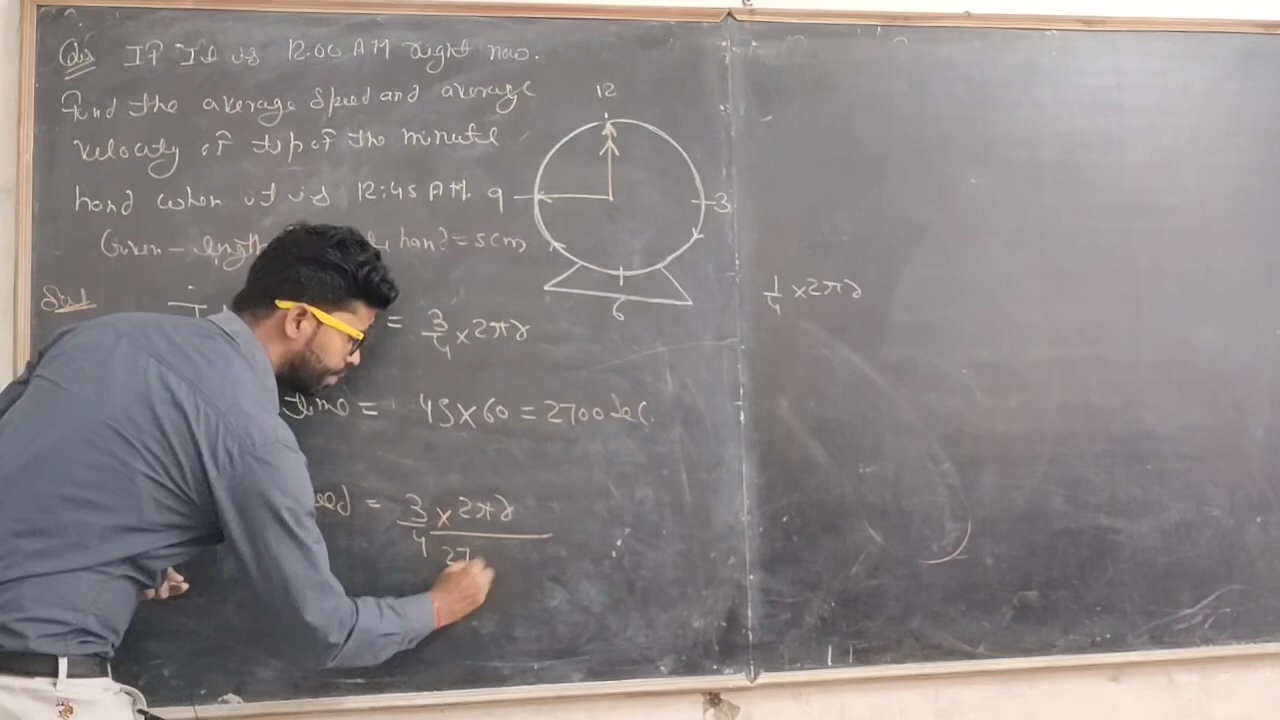 Qus If It is 12.00 AM right now.
Find the average Speed and average
velocity of tip of the minute
hand when it is 12:45 AM.
Given - length hand = 5cm
12
9
3
6
Sol
= 3/4 × 2πr
time = 45×60 = 2700 Sec.
= 3/4 × 2πr
27
1/4 × 2πr